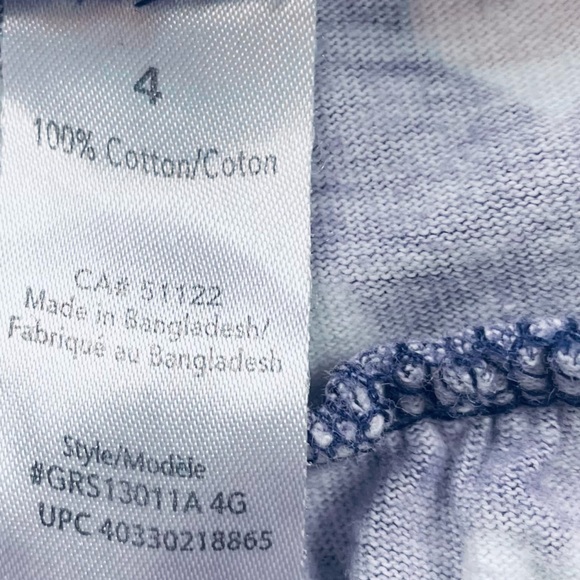 4
100% Cotton/Coton
CA# 51122
Made in Bangladesh/
Fabriqué au Bangladesh
Style/Modèle
#GRS13011A 4G
UPC 40330218865